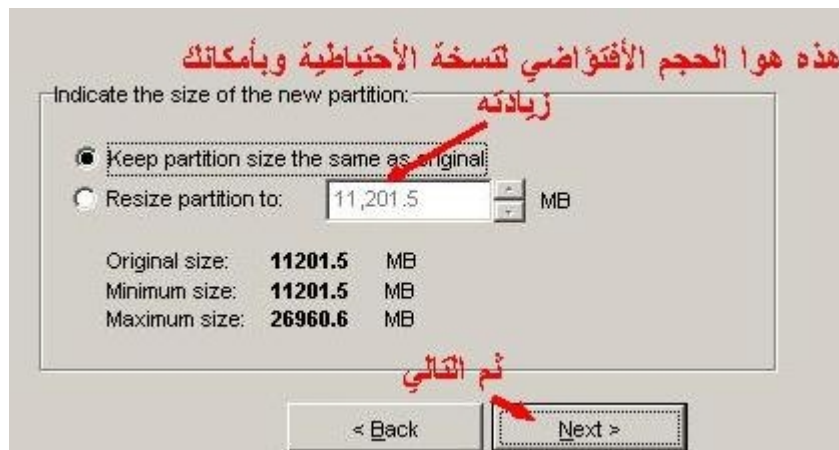 هذه هوا الحجم الأفتؤاضي لنسخة الأحتياطية وبأمكانك
زيادته
Indicate the size of the new partition:
Keep partition size the same as original
Resize partition to: 11,201.5 MB
Original size: 11201.5 MB
Minimum size: 11201.5 MB
Maximum size: 26960.6 MB
ثم التالي
< Back Next >